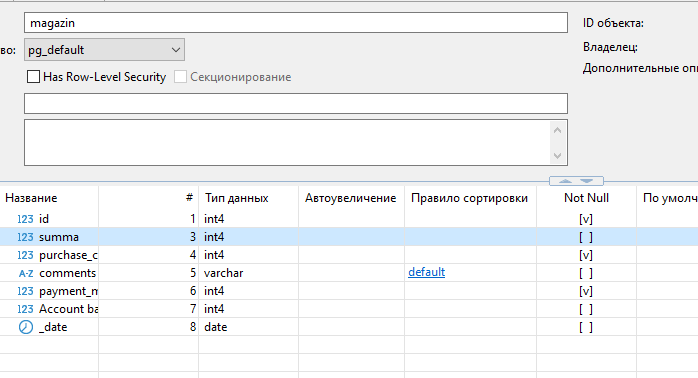 magazin
ID объекта:
во: pg_default
Владелец:
Has Row-Level Security Секционирование
Дополнительные опи
Название # Тип данных Автоувеличение Правило сортировки Not Null По умолч
123 id 1 int4 [v]
123 summa 3 int4 [ ]
123 purchase_c 4 int4 [v]
A-Z comments 5 varchar default [ ]
123 payment_m 6 int4 [v]
123 Account ba 7 int4 [ ]
_date 8 date [ ]